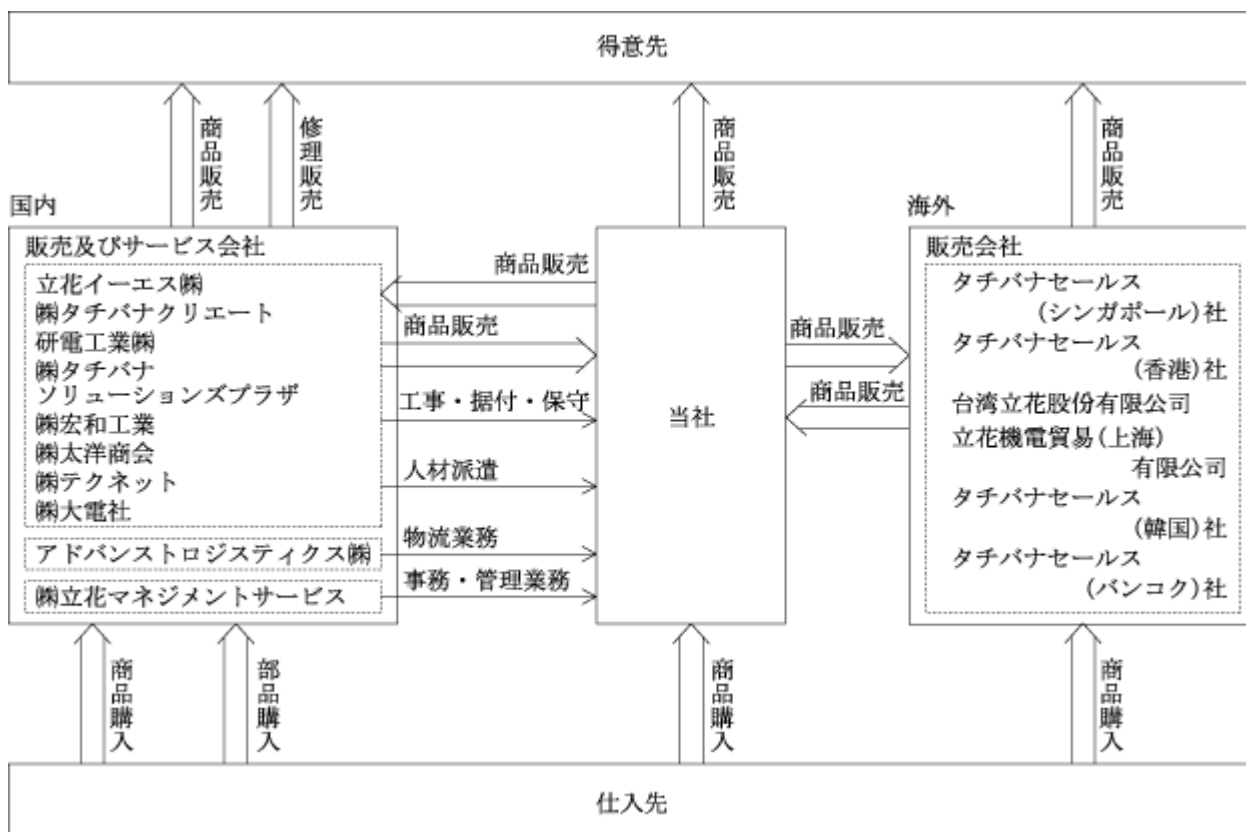 得意先
商品販売
修理販売
商品販売
商品販売
国内
海外
販売及びサービス会社
立花イーエス㈱
㈱タチバナクリエート
研電工業㈱
㈱タチバナ
ソリューションズプラザ
㈱宏和工業
㈱太洋商会
㈱テクネット
㈱大電社
アドバンストロジスティクス㈱
㈱立花マネジメントサービス
商品販売
商品販売
工事・据付・保守
人材派遣
物流業務
事務・管理業務
当社
商品販売
商品販売
販売会社
タチバナセールス
(シンガポール)社
タチバナセールス
(香港)社
台湾立花股份有限公司
立花機電貿易(上海)
有限公司
タチバナセールス
(韓国)社
タチバナセールス
(バンコク)社
商品購入
部品購入
商品購入
商品購入
仕入先